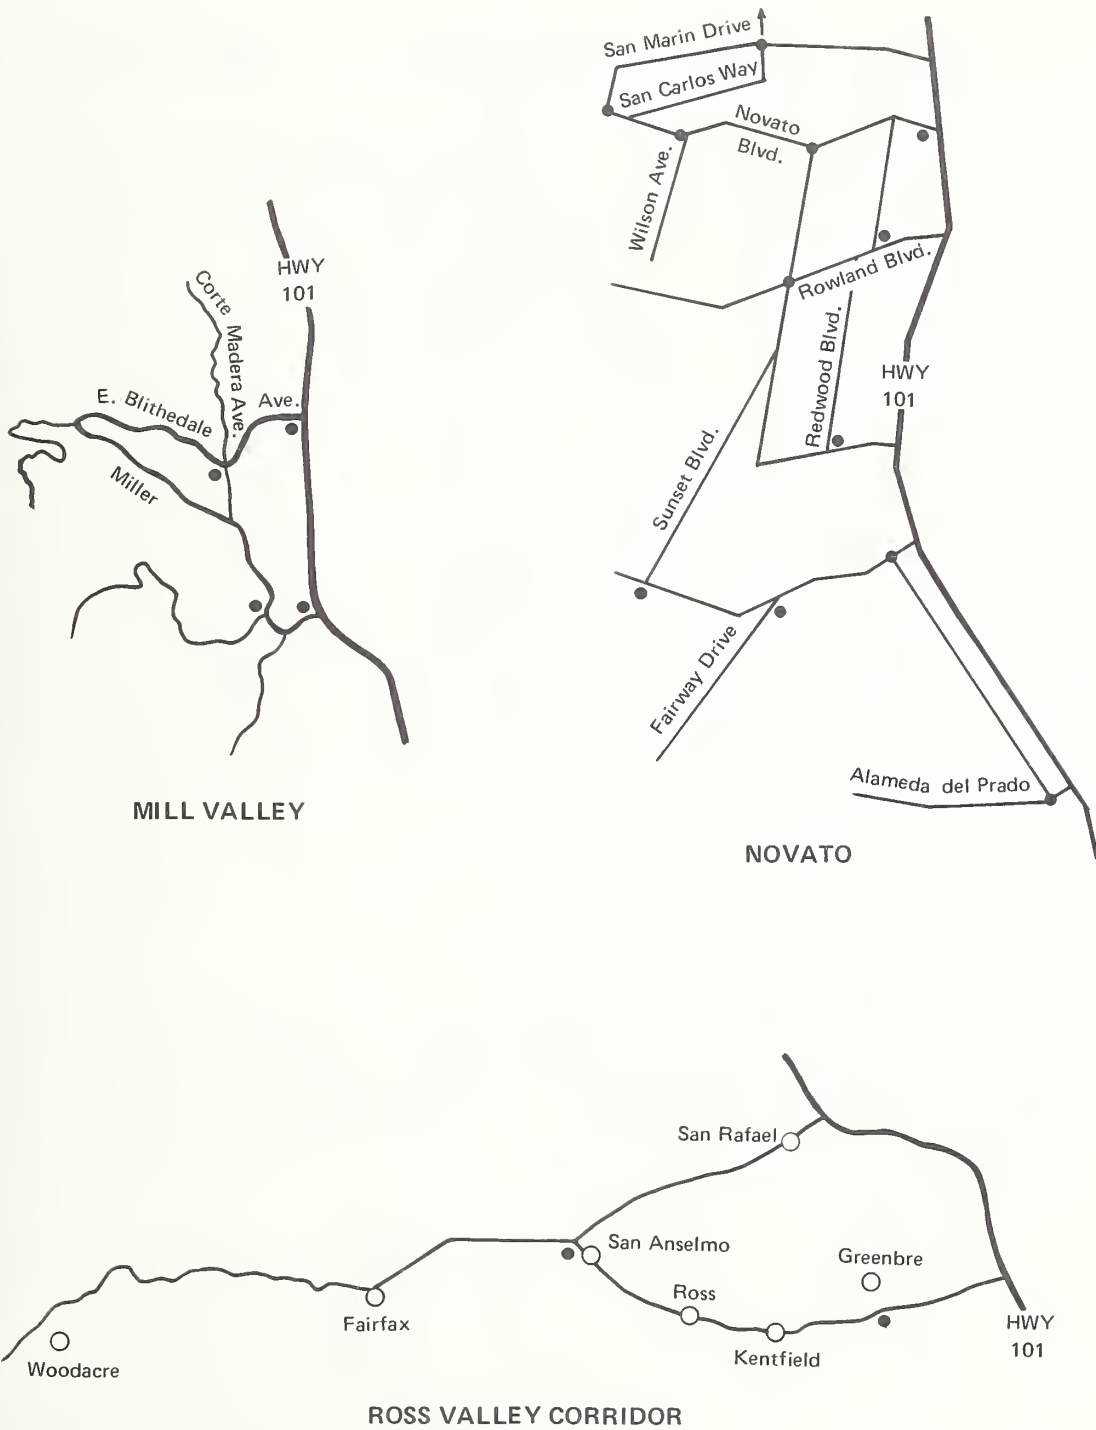 San Marin Drive
San Carlos Way
Novato
Blvd.
Wilson Ave.
Rowland Blvd.
Redwood Blvd.
HWY
101
Sunset Blvd.
Fairway Drive
Alameda del Prado
NOVATO
HWY
101
Corte Madera Ave.
E. Blithedale Ave.
Miller
MILL VALLEY
San Rafael
San Anselmo
Greenbre
Ross
Fairfax
Kentfield
Woodacre
HWY
101
ROSS VALLEY CORRIDOR